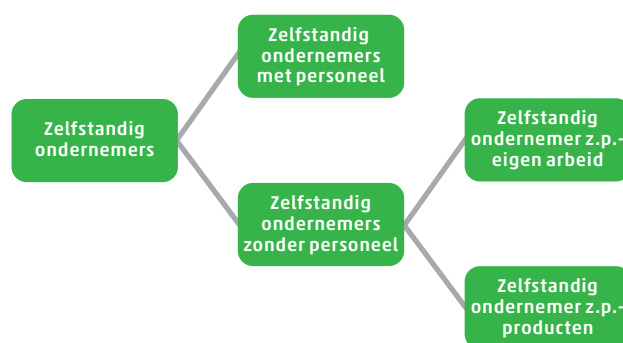 Zelfstandig
ondernemers
met personeel
Zelfstandig
ondernemers
Zelfstandig
ondernemer z.p.-
eigen arbeid
Zelfstandig
ondernemers
zonder personeel
Zelfstandig
ondernemer z.p.-
producten